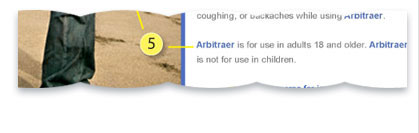 coughing, or backaches while using Arbitraer.
5
Arbitraer is for use in adults 18 and older. Arbitraer
is not for use in children.